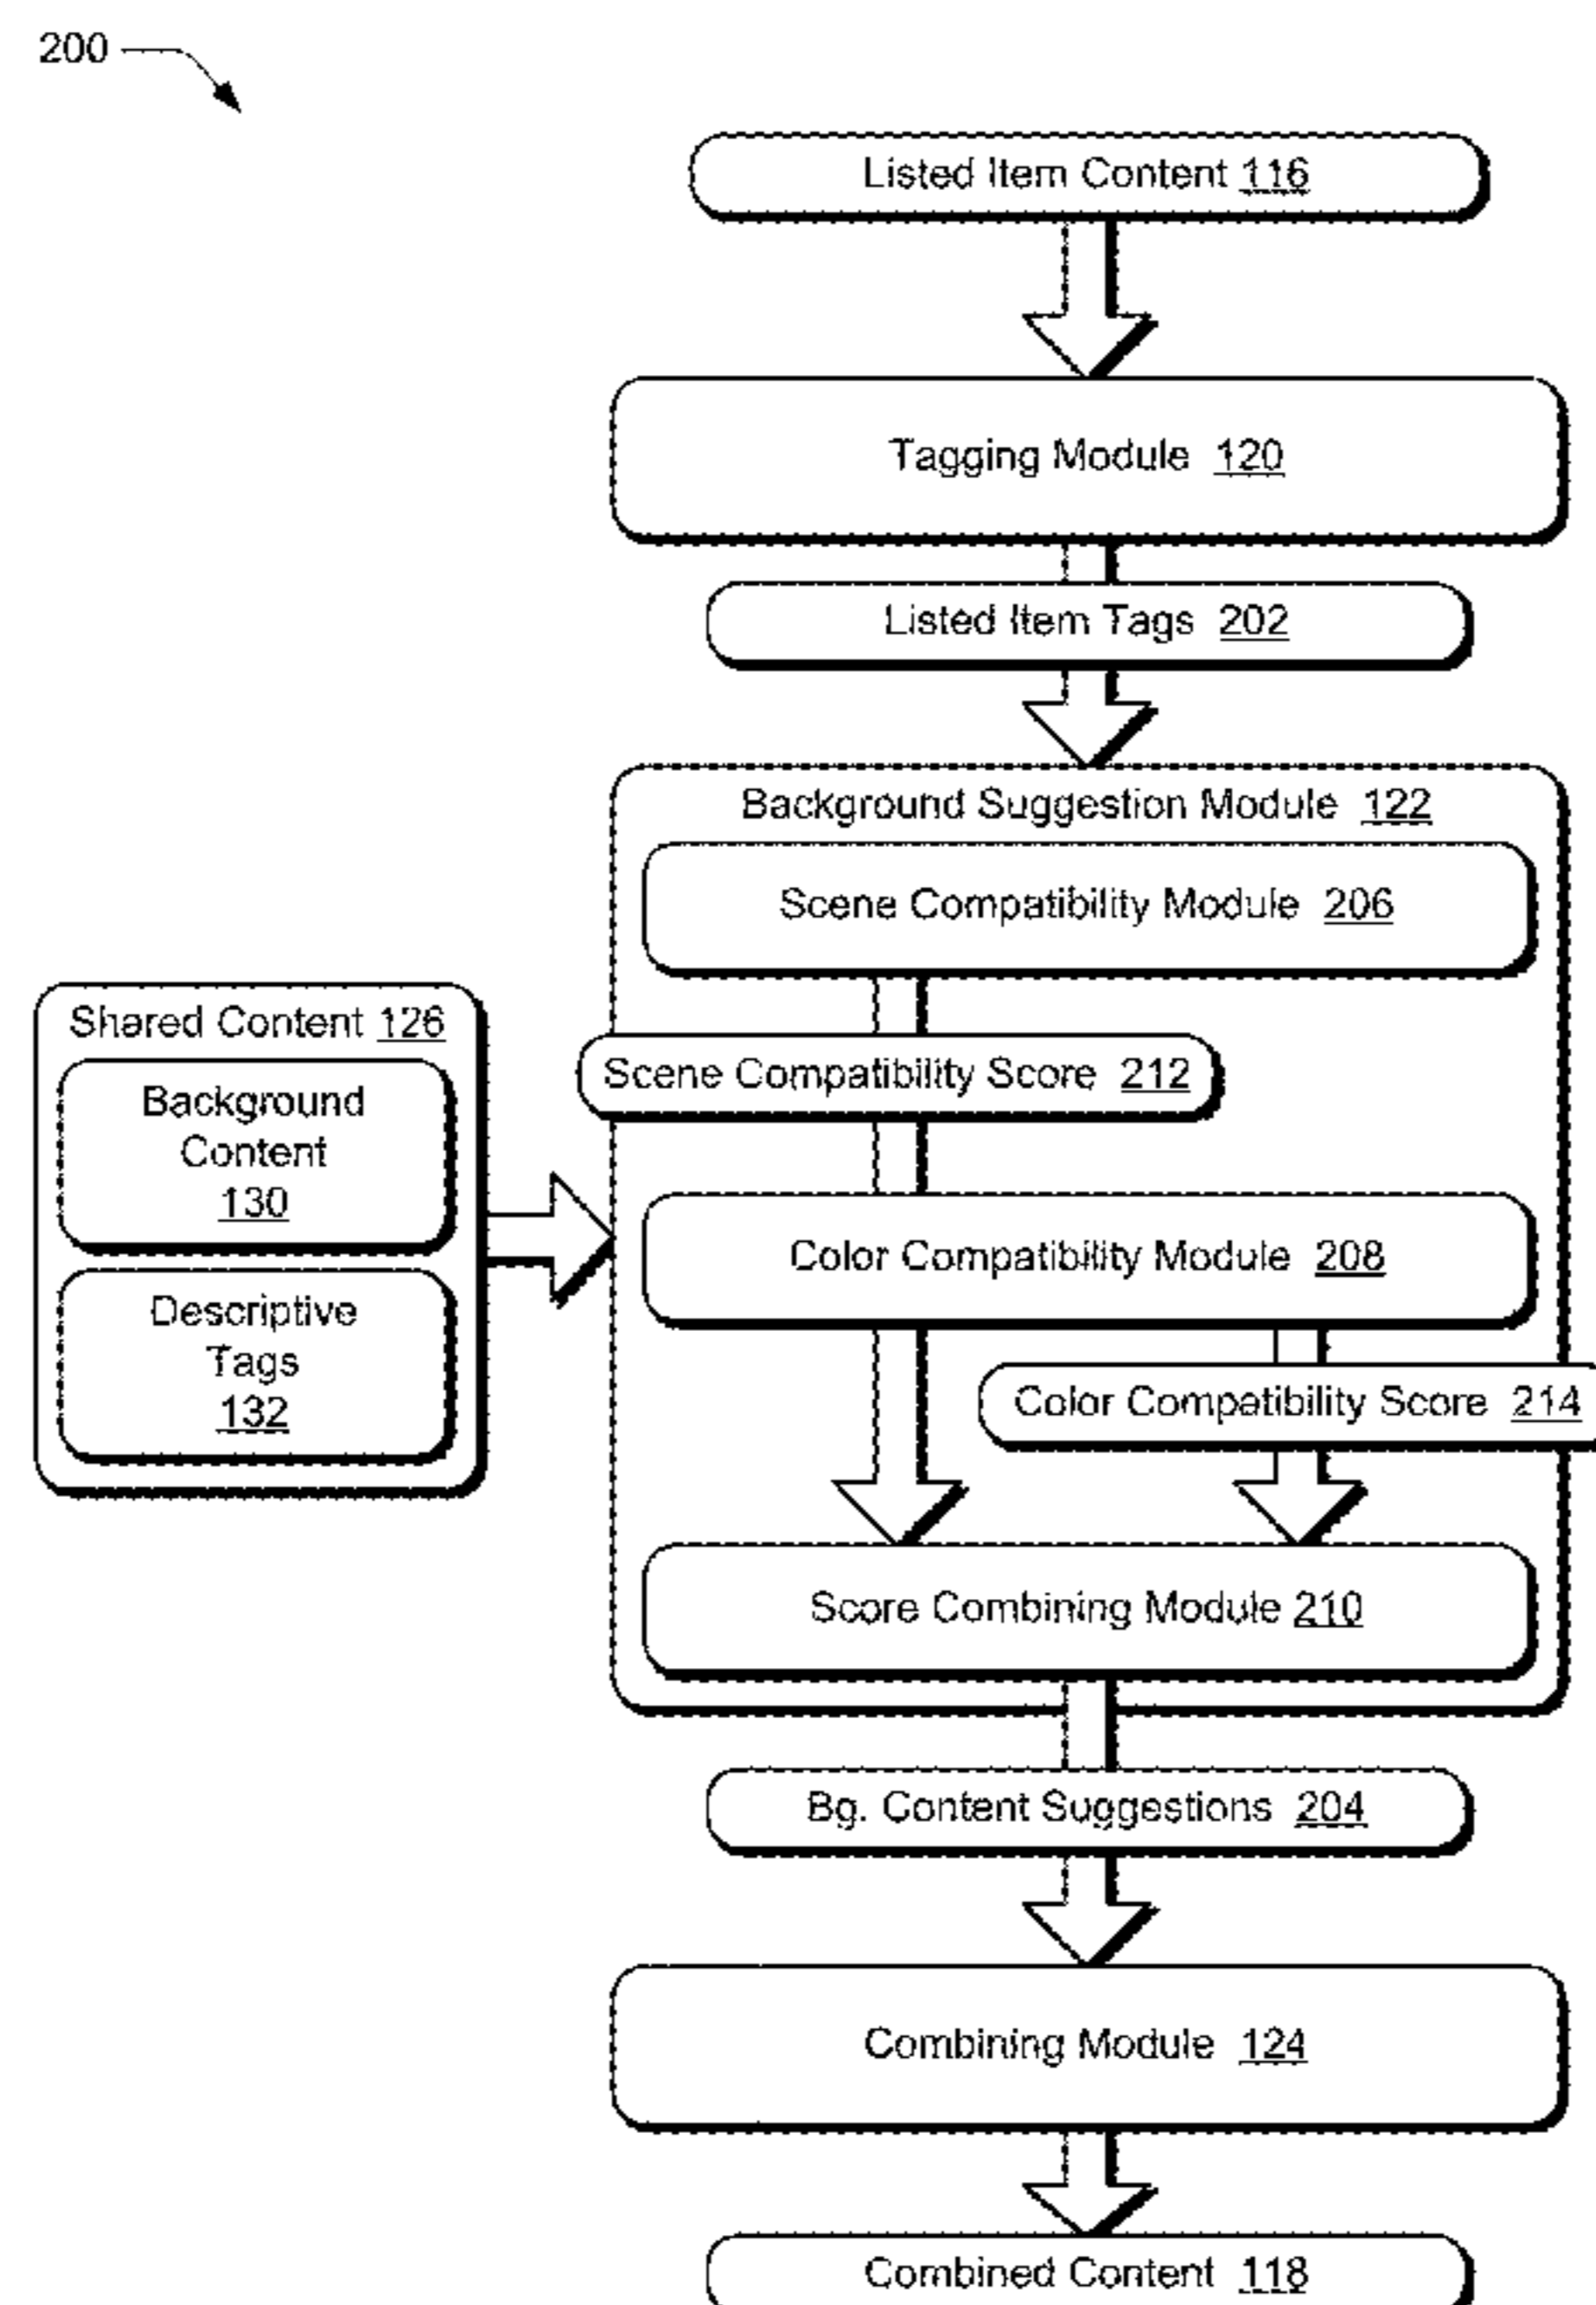 200
Listed Item Content 116
Tagging Module 120
Listed Item Tags 202
Background Suggestion Module 122
Scene Compatibility Module 206
Shared Content 126
Background
Content
130
Descriptive
Tags
132
Scene Compatibility Score 212
Color Compatibility Module 208
Color Compatibility Score 214
Score Combining Module 210
Bg. Content Suggestions 204
Combining Module 124
Combined Content 118